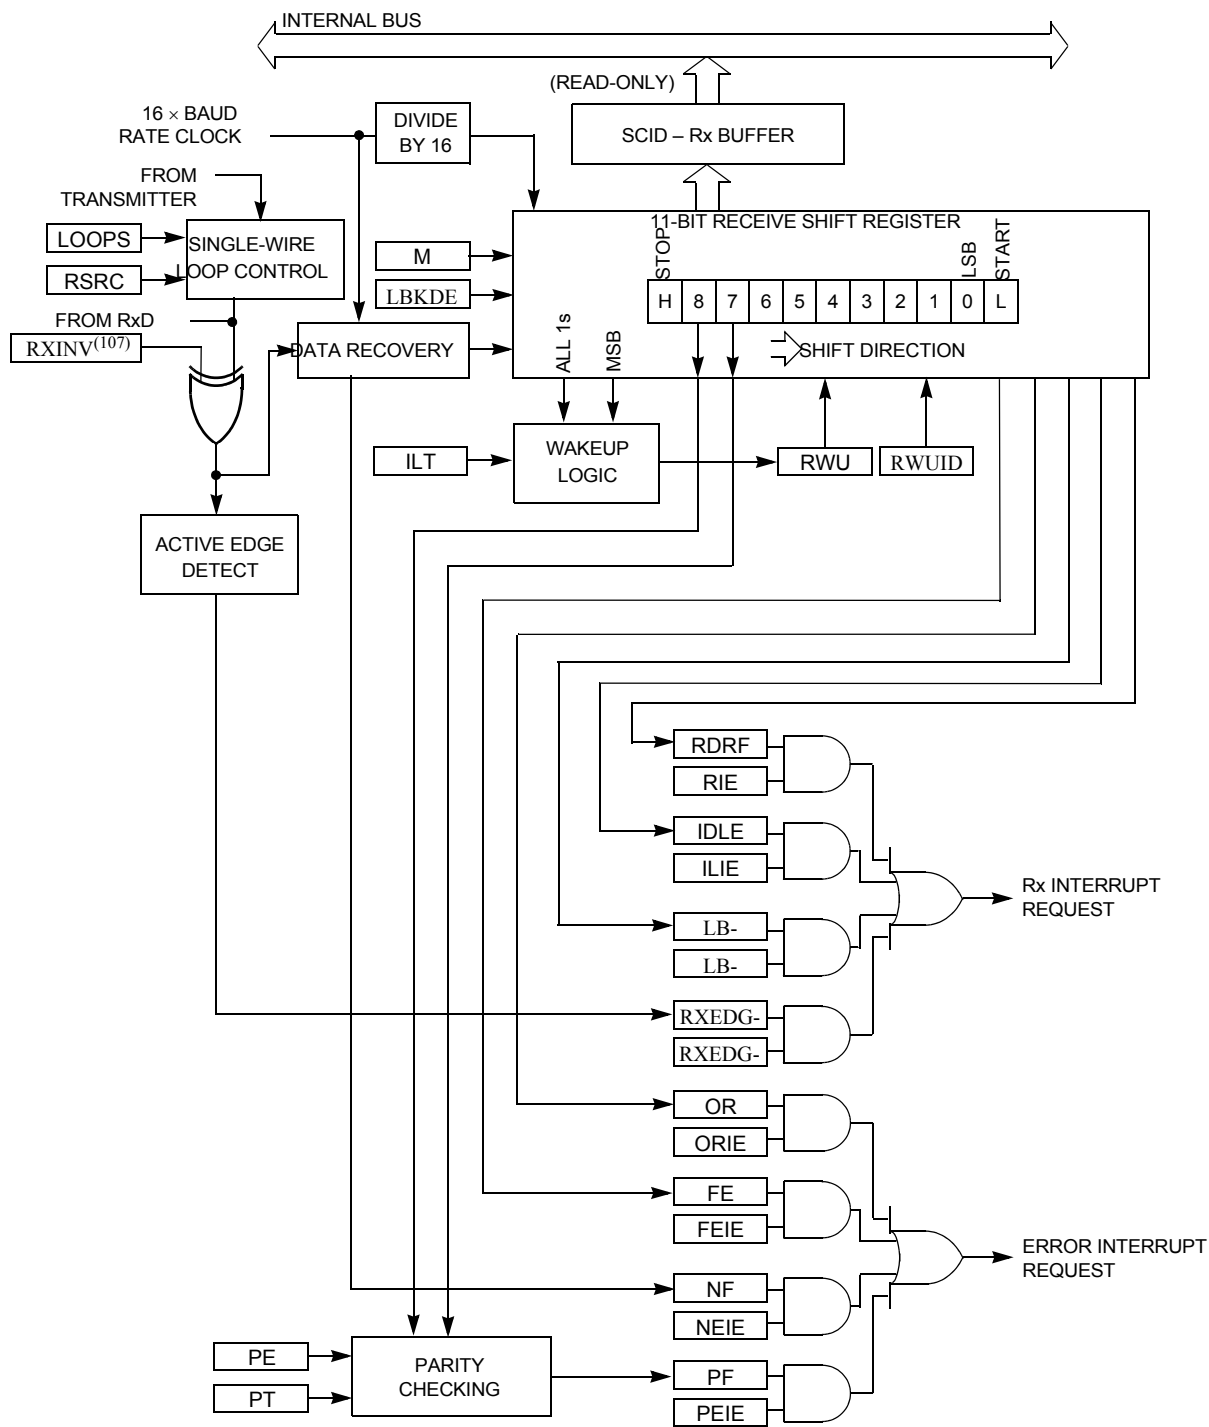 INTERNAL BUS
(READ-ONLY)
16 × BAUD
RATE CLOCK
DIVIDE
BY 16
SCID – Rx BUFFER
FROM
TRANSMITTER
LOOPS
RSRC
SINGLE-WIRE
LOOP CONTROL
M
LBKDE
11-BIT RECEIVE SHIFT REGISTER
STOP
LSB
START
H 8 7 6 5 4 3 2 1 0 L
FROM RxD
RXINV(107)
DATA RECOVERY
ALL 1s
MSB
SHIFT DIRECTION
ILT
WAKEUP
LOGIC
RWU
RWUID
ACTIVE EDGE
DETECT
RDRF
RIE
IDLE
ILIE
Rx INTERRUPT
REQUEST
LB-
LB-
RXEDG-
RXEDG-
OR
ORIE
FE
FEIE
ERROR INTERRUPT
REQUEST
NF
NEIE
PE
PT
PARITY
CHECKING
PF
PEIE